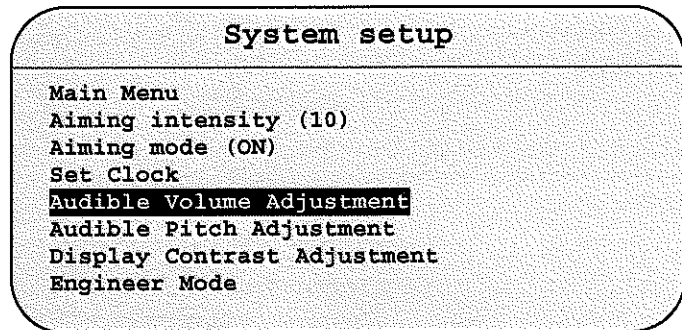 System setup
Main Menu
Aiming intensity (10)
Aiming mode (ON)
Set Clock
Audible Volume Adjustment
Audible Pitch Adjustment
Display Contrast Adjustment
Engineer Mode